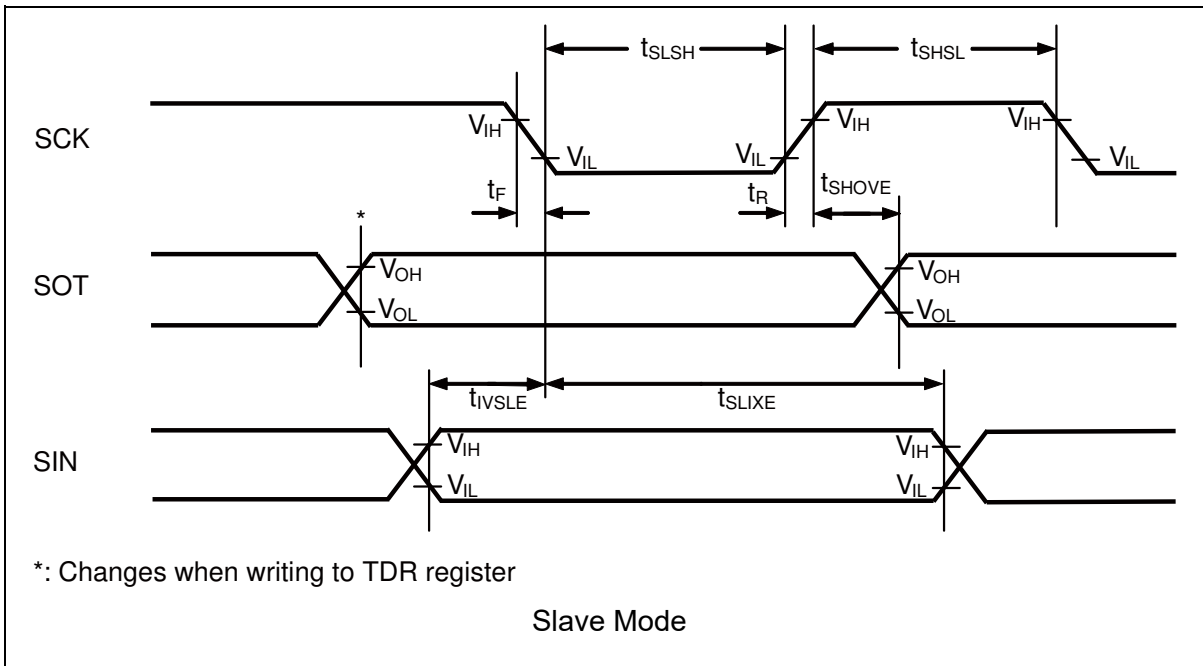 tSLSH tSHSL
SCK VIH VIL VIL VIH VIH VIL
tF tR tSHOVE
*
SOT VOH VOL VOH VOL
tIVSLE tSLIXE
SIN VIH VIL VIH VIL
*: Changes when writing to TDR register
Slave Mode